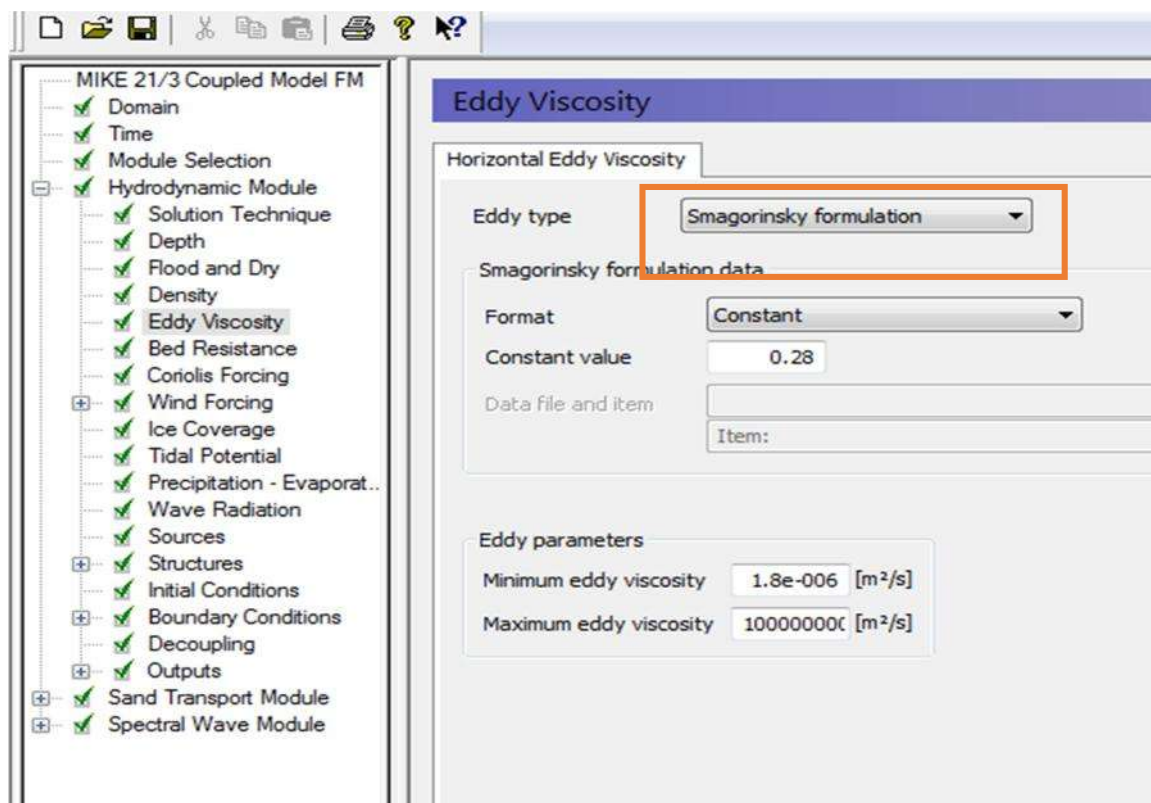 MIKE 21/3 Coupled Model FM
Domain
Time
Module Selection
Hydrodynamic Module
Solution Technique
Depth
Flood and Dry
Density
Eddy Viscosity
Bed Resistance
Coriolis Forcing
Wind Forcing
Ice Coverage
Tidal Potential
Precipitation - Evaporat..
Wave Radiation
Sources
Structures
Initial Conditions
Boundary Conditions
Decoupling
Outputs
Sand Transport Module
Spectral Wave Module
Eddy Viscosity
Horizontal Eddy Viscosity
Eddy type Smagorinsky formulation
Smagorinsky formulation data
Format Constant
Constant value 0.28
Data file and item
Item:
Eddy parameters
Minimum eddy viscosity 1.8e-006 [m²/s]
Maximum eddy viscosity 100000000 [m²/s]